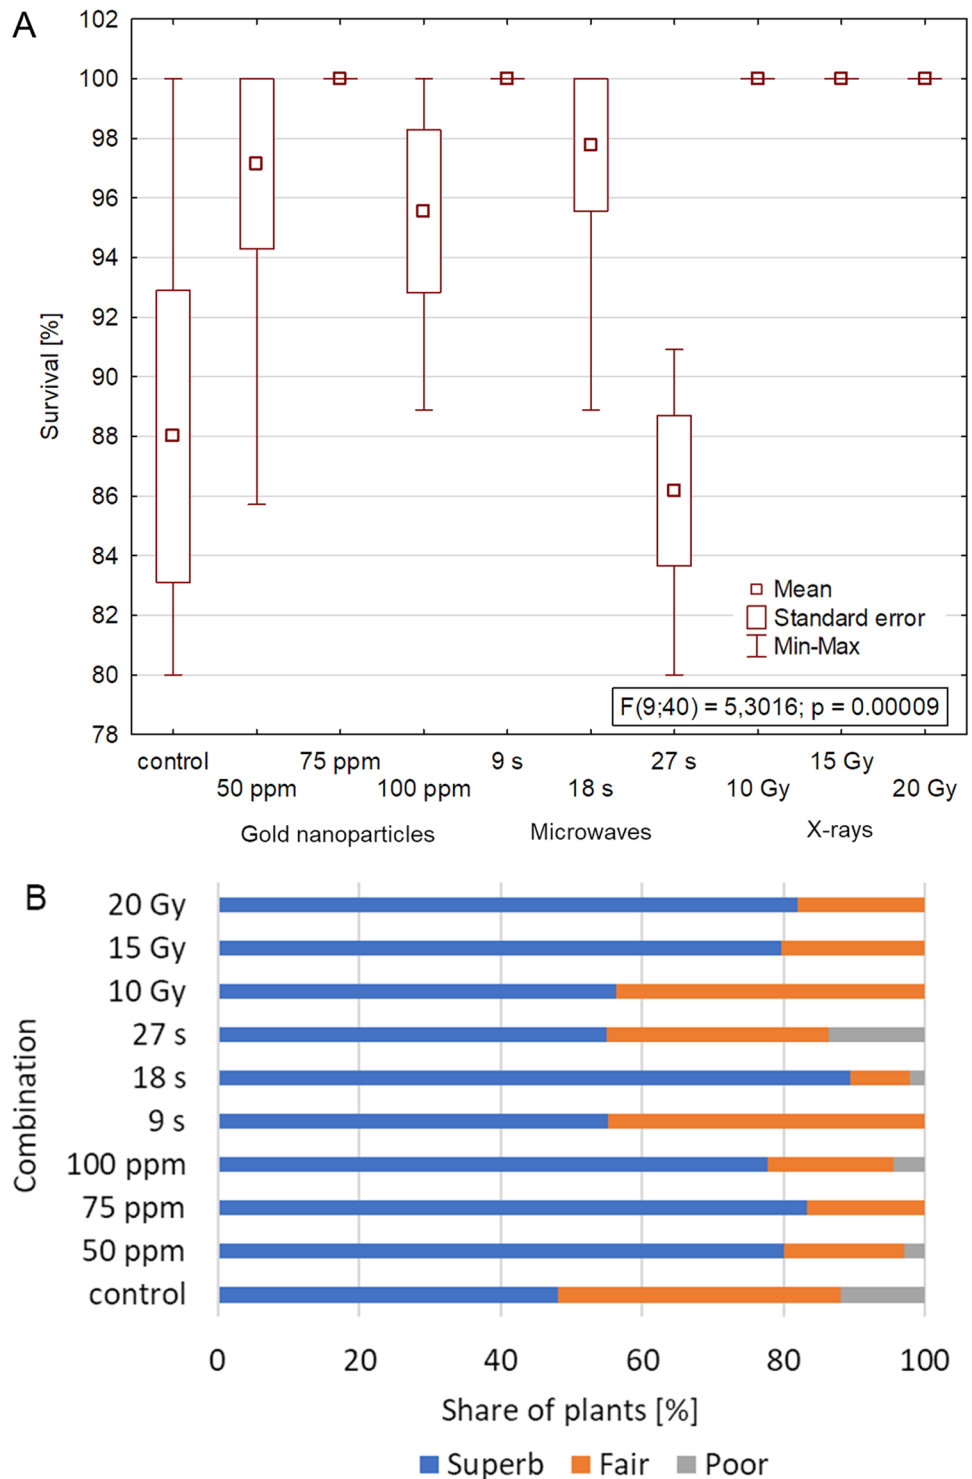 A
102
100
98
96
94
92
90
88
86
84
82
80
78
Survival [%]
Mean
Standard error
Min-Max
F(9;40) = 5,3016; p = 0.00009
control 75 ppm 9 s 27 s 15 Gy
50 ppm 100 ppm 18 s 10 Gy 20 Gy
Gold nanoparticles Microwaves X-rays
B
Combination
20 Gy
15 Gy
10 Gy
27 s
18 s
9 s
100 ppm
75 ppm
50 ppm
control
0 20 40 60 80 100
Share of plants [%]
Superb Fair Poor